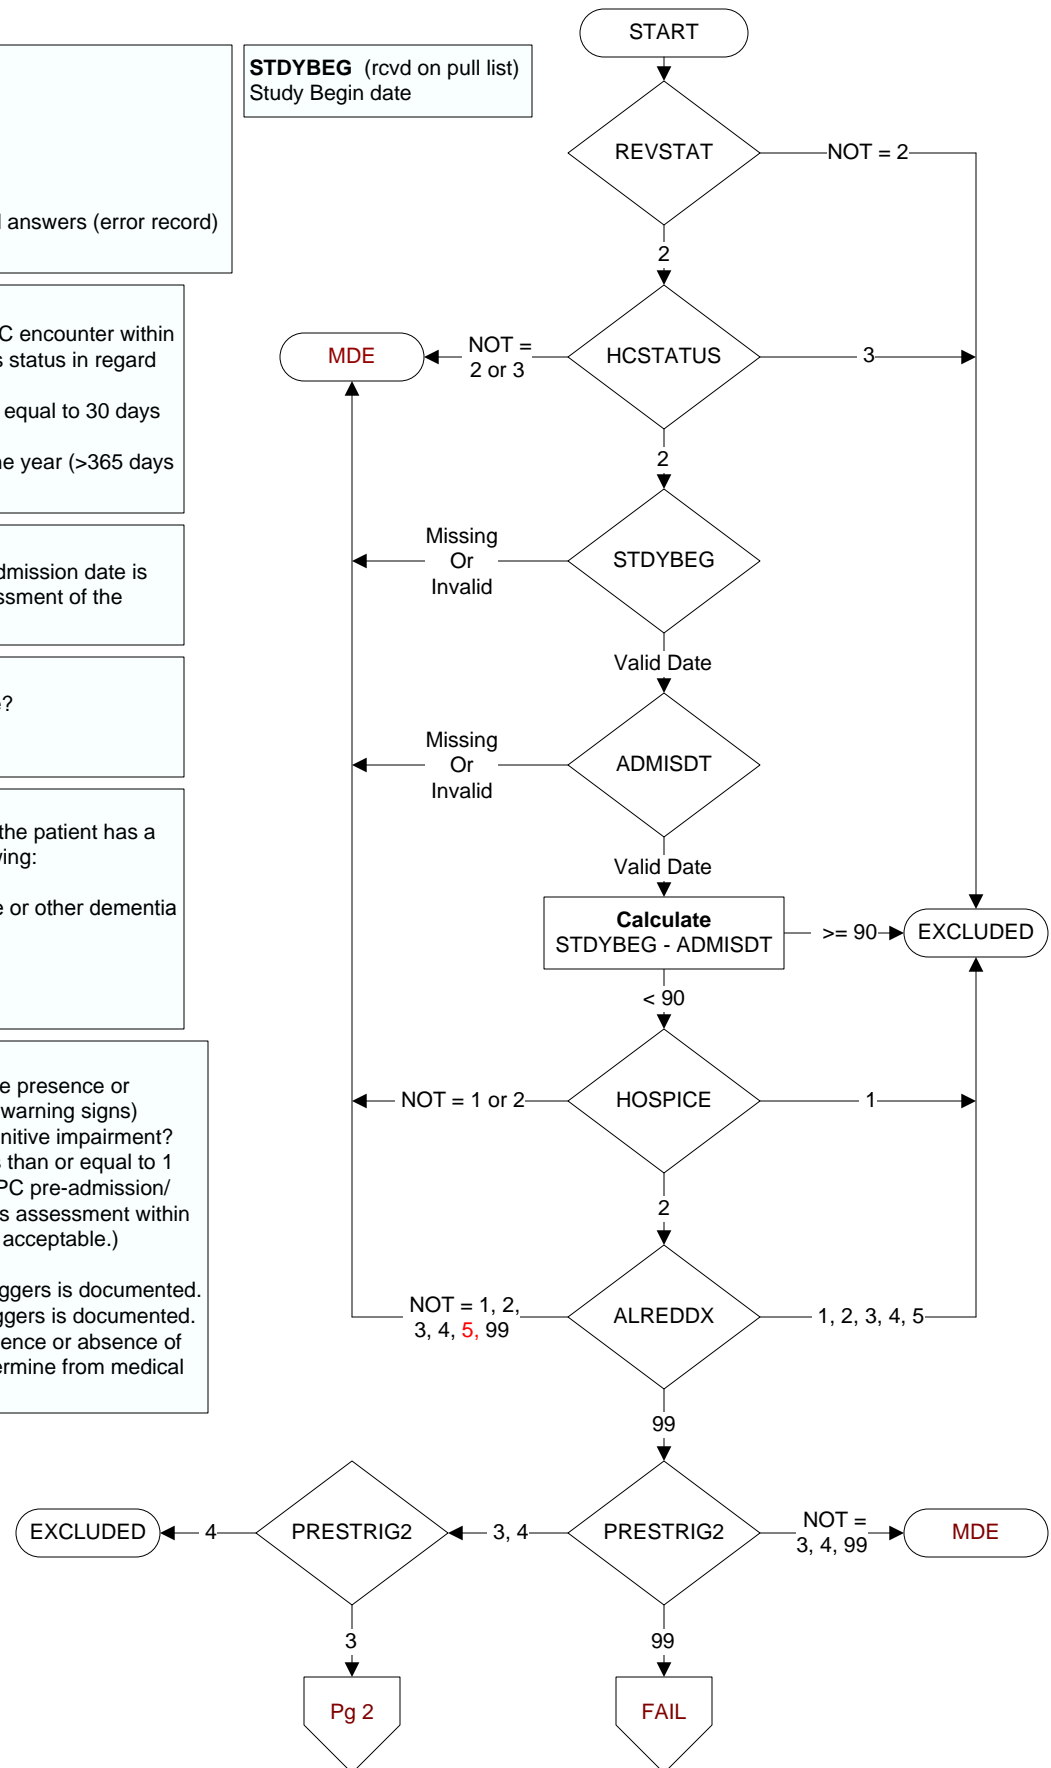 START
STDYBEG (rcvd on pull list)
Study Begin date
l answers (error record)
REVSTAT
NOT = 2
2
C encounter within
s status in regard
equal to 30 days
ne year (>365 days
MDE
NOT =
2 or 3
HCSTATUS
3
2
dmission date is
ssment of the
Missing
Or
Invalid
STDYBEG
Valid Date
e?
Missing
Or
Invalid
ADMISDT
Valid Date
the patient has a
wing:
e or other dementia
Calculate
STDYBEG - ADMISDT
>= 90
EXCLUDED
< 90
e presence or
warning signs)
nitive impairment?
s than or equal to 1
PC pre-admission/
s assessment within
acceptable.)
iggers is documented.
ggers is documented.
ence or absence of
ermine from medical
NOT = 1 or 2
HOSPICE
1
2
NOT = 1, 2,
3, 4, 5, 99
ALREDDX
1, 2, 3, 4, 5
99
EXCLUDED
4
PRESTRIG2
3, 4
PRESTRIG2
NOT =
3, 4, 99
MDE
3
99
Pg 2
FAIL